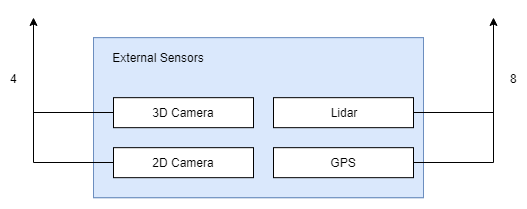 External Sensors
4
8
3D Camera
Lidar
2D Camera
GPS